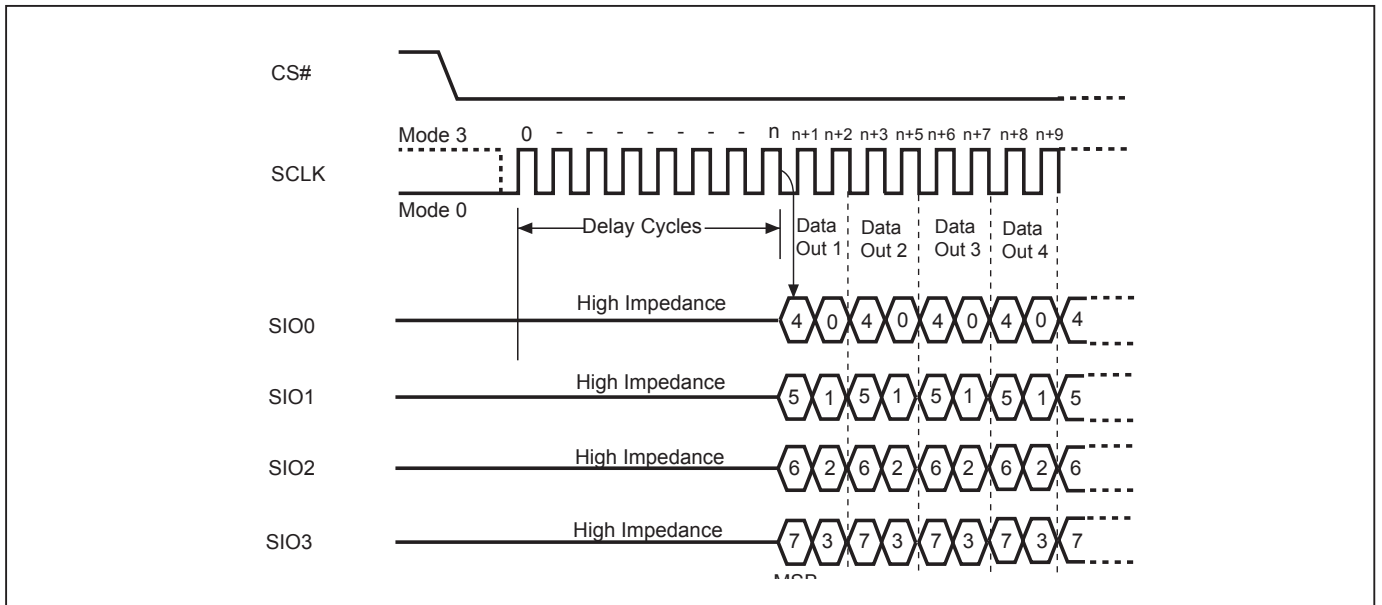 CS#
Mode 3
0 - - - - - - - n n+1 n+2 n+3 n+5 n+6 n+7 n+8 n+9
SCLK
Mode 0
Delay Cycles
Data Out 1
Data Out 2
Data Out 3
Data Out 4
High Impedance
SIO0
4 0 4 0 4 0 4 0 4
High Impedance
SIO1
5 1 5 1 5 1 5 1 5
High Impedance
SIO2
6 2 6 2 6 2 6 2 6
High Impedance
SIO3
7 3 7 3 7 3 7 3 7